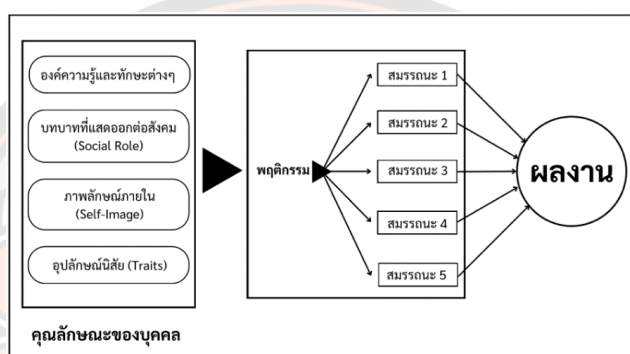 องค์ความรู้และทักษะต่างๆ
บทบาทที่แสดออกต่อสังคม
(Social Role)
ภาพลักษณ์ภายใน
(Self-Image)
อุปลักษณ์นิสัย (Traits)
คุณลักษณะของบุคคล
พฤติกรรม
สมรรถนะ 1
สมรรถนะ 2
สมรรถนะ 3
สมรรถนะ 4
สมรรถนะ 5
ผลงาน